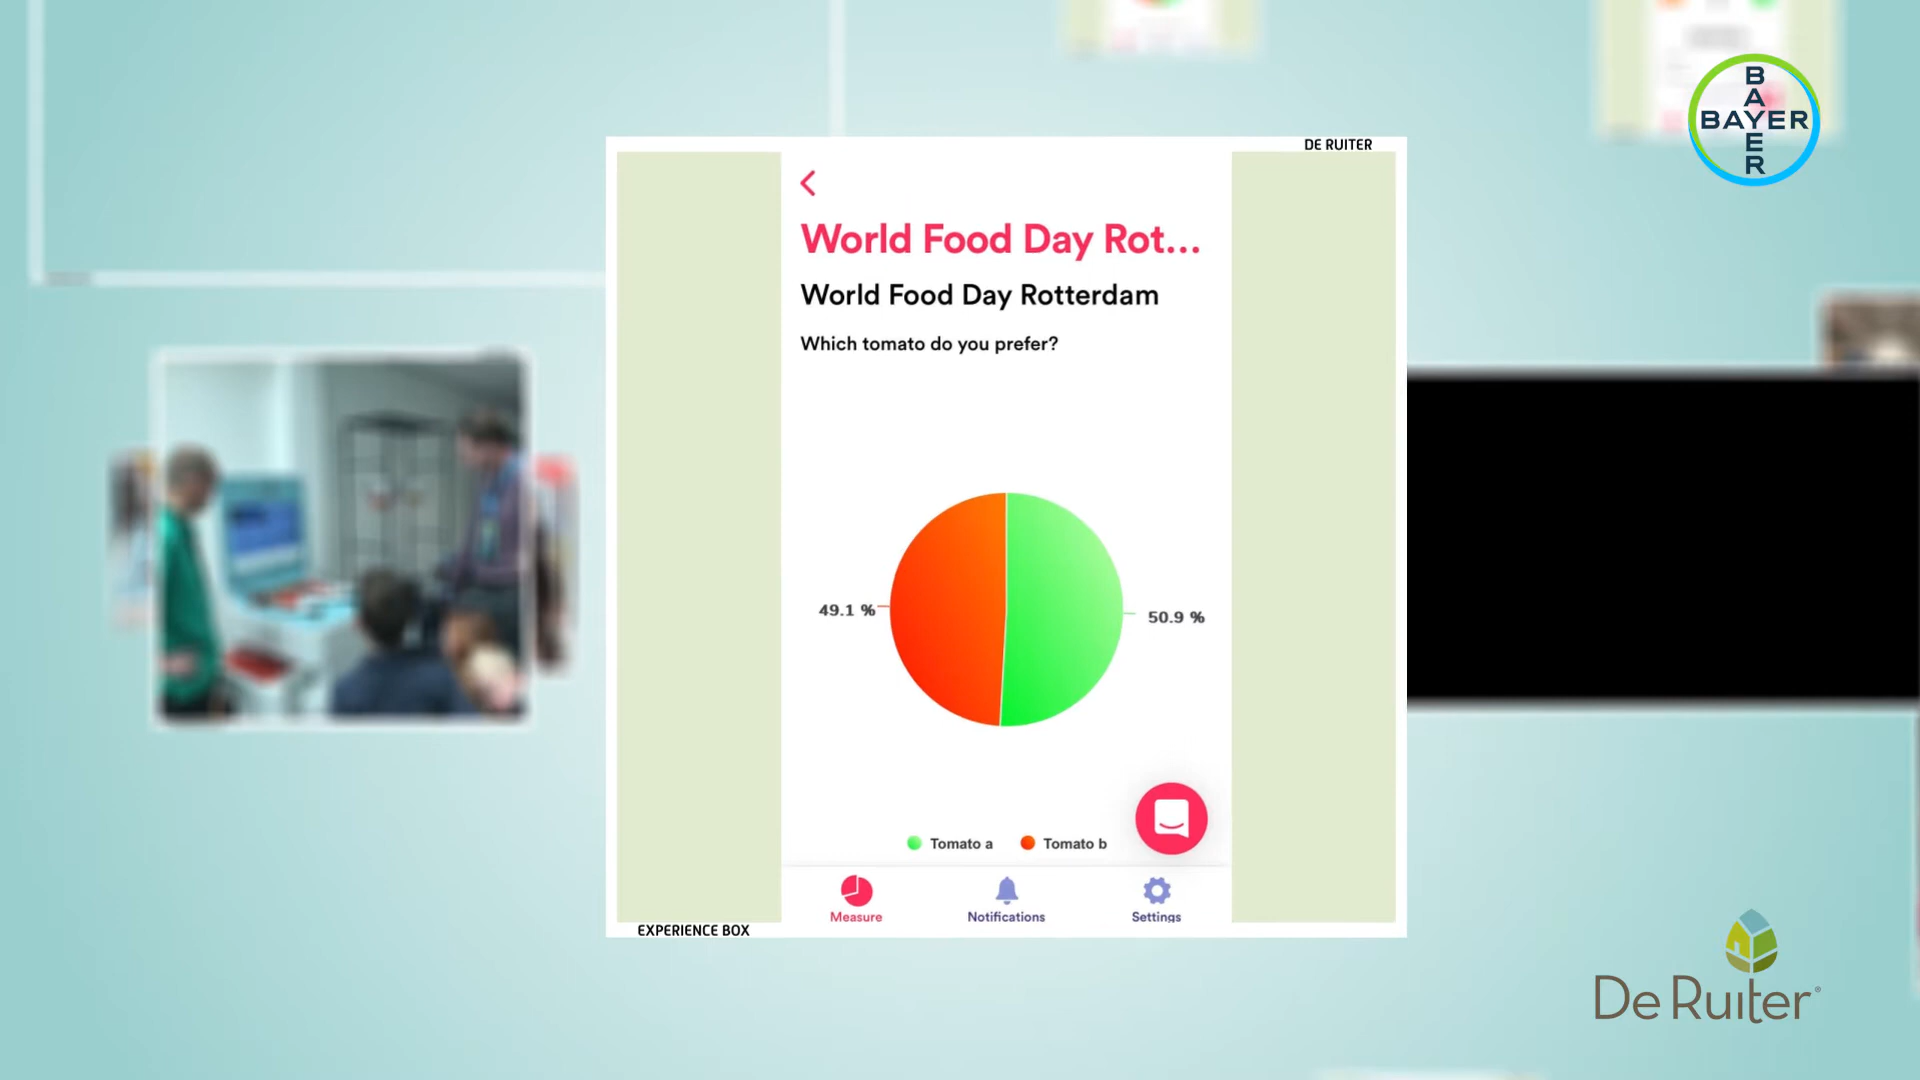 BAYER
BAYER
DE RUITER
World Food Day Rot...
World Food Day Rotterdam
Which tomato do you prefer?
49.1 %
50.9 %
Tomato a
Tomato b
Measure
Notifications
Settings
EXPERIENCE BOX
De Ruiter®